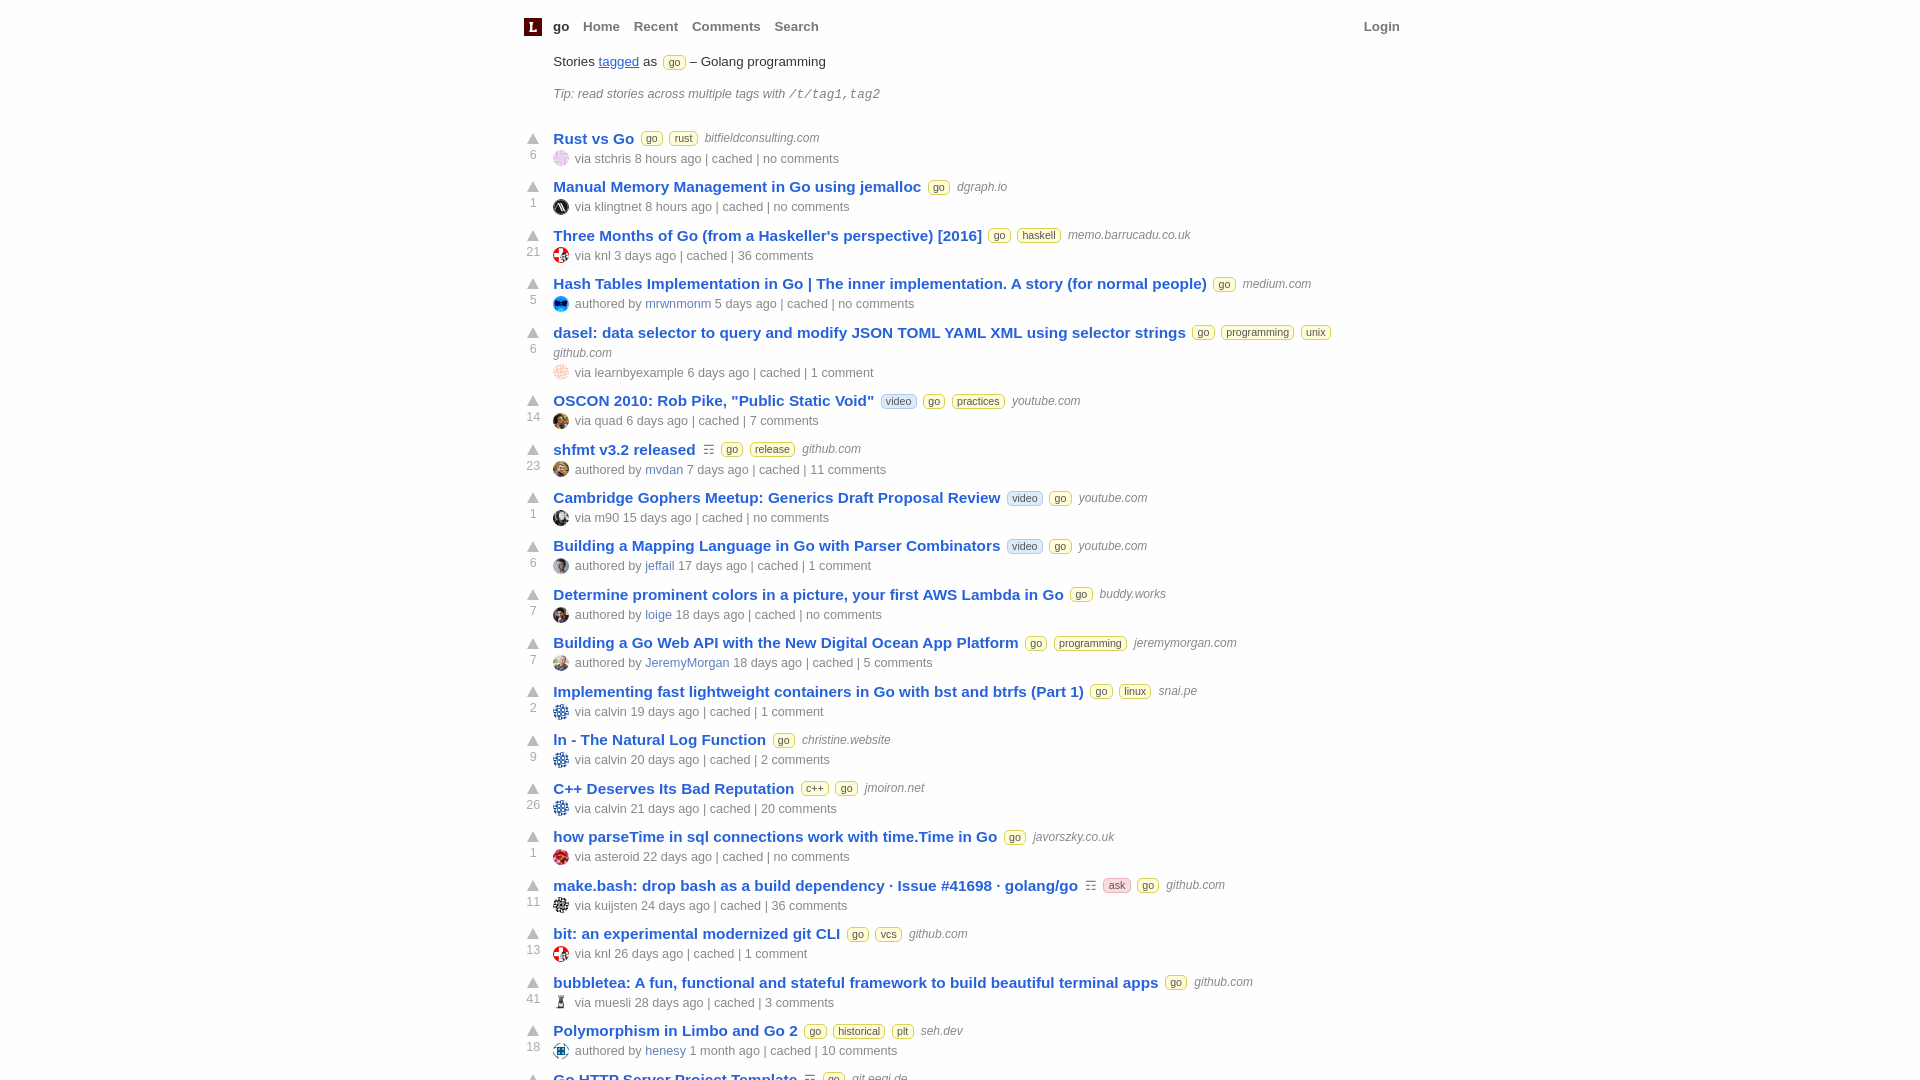 L go Home Recent Comments Search Login
Stories tagged as go – Golang programming
Tip: read stories across multiple tags with /t/tag1,tag2
Rust vs Go go rust bitfieldconsulting.com
6 via stchris 8 hours ago | cached | no comments
Manual Memory Management in Go using jemalloc go dgraph.io
1 via klingtnet 8 hours ago | cached | no comments
Three Months of Go (from a Haskeller's perspective) [2016] go haskell memo.barrucadu.co.uk
21 via knl 3 days ago | cached | 36 comments
Hash Tables Implementation in Go | The inner implementation. A story (for normal people) go medium.com
5 authored by mrwnmonm 5 days ago | cached | no comments
dasel: data selector to query and modify JSON TOML YAML XML using selector strings go programming unix
6 github.com
via learnbyexample 6 days ago | cached | 1 comment
OSCON 2010: Rob Pike, "Public Static Void" video go practices youtube.com
14 via quad 6 days ago | cached | 7 comments
shfmt v3.2 released ☶ go release github.com
23 authored by mvdan 7 days ago | cached | 11 comments
Cambridge Gophers Meetup: Generics Draft Proposal Review video go youtube.com
1 via m90 15 days ago | cached | no comments
Building a Mapping Language in Go with Parser Combinators video go youtube.com
6 authored by jeffail 17 days ago | cached | 1 comment
Determine prominent colors in a picture, your first AWS Lambda in Go go buddy.works
7 authored by loige 18 days ago | cached | no comments
Building a Go Web API with the New Digital Ocean App Platform go programming jeremymorgan.com
7 authored by JeremyMorgan 18 days ago | cached | 5 comments
Implementing fast lightweight containers in Go with bst and btrfs (Part 1) go linux snai.pe
2 via calvin 19 days ago | cached | 1 comment
ln - The Natural Log Function go christine.website
9 via calvin 20 days ago | cached | 2 comments
C++ Deserves Its Bad Reputation c++ go jmoiron.net
26 via calvin 21 days ago | cached | 20 comments
how parseTime in sql connections work with time.Time in Go go javorszky.co.uk
1 via asteroid 22 days ago | cached | no comments
make.bash: drop bash as a build dependency · Issue #41698 · golang/go ☶ ask go github.com
11 via kuijsten 24 days ago | cached | 36 comments
bit: an experimental modernized git CLI go vcs github.com
13 via knl 26 days ago | cached | 1 comment
bubbletea: A fun, functional and stateful framework to build beautiful terminal apps go github.com
41 via muesli 28 days ago | cached | 3 comments
Polymorphism in Limbo and Go 2 go historical plt seh.dev
18 authored by henesy 1 month ago | cached | 10 comments
Go HTTP Server Project Template ☶ go git.eeqj.de